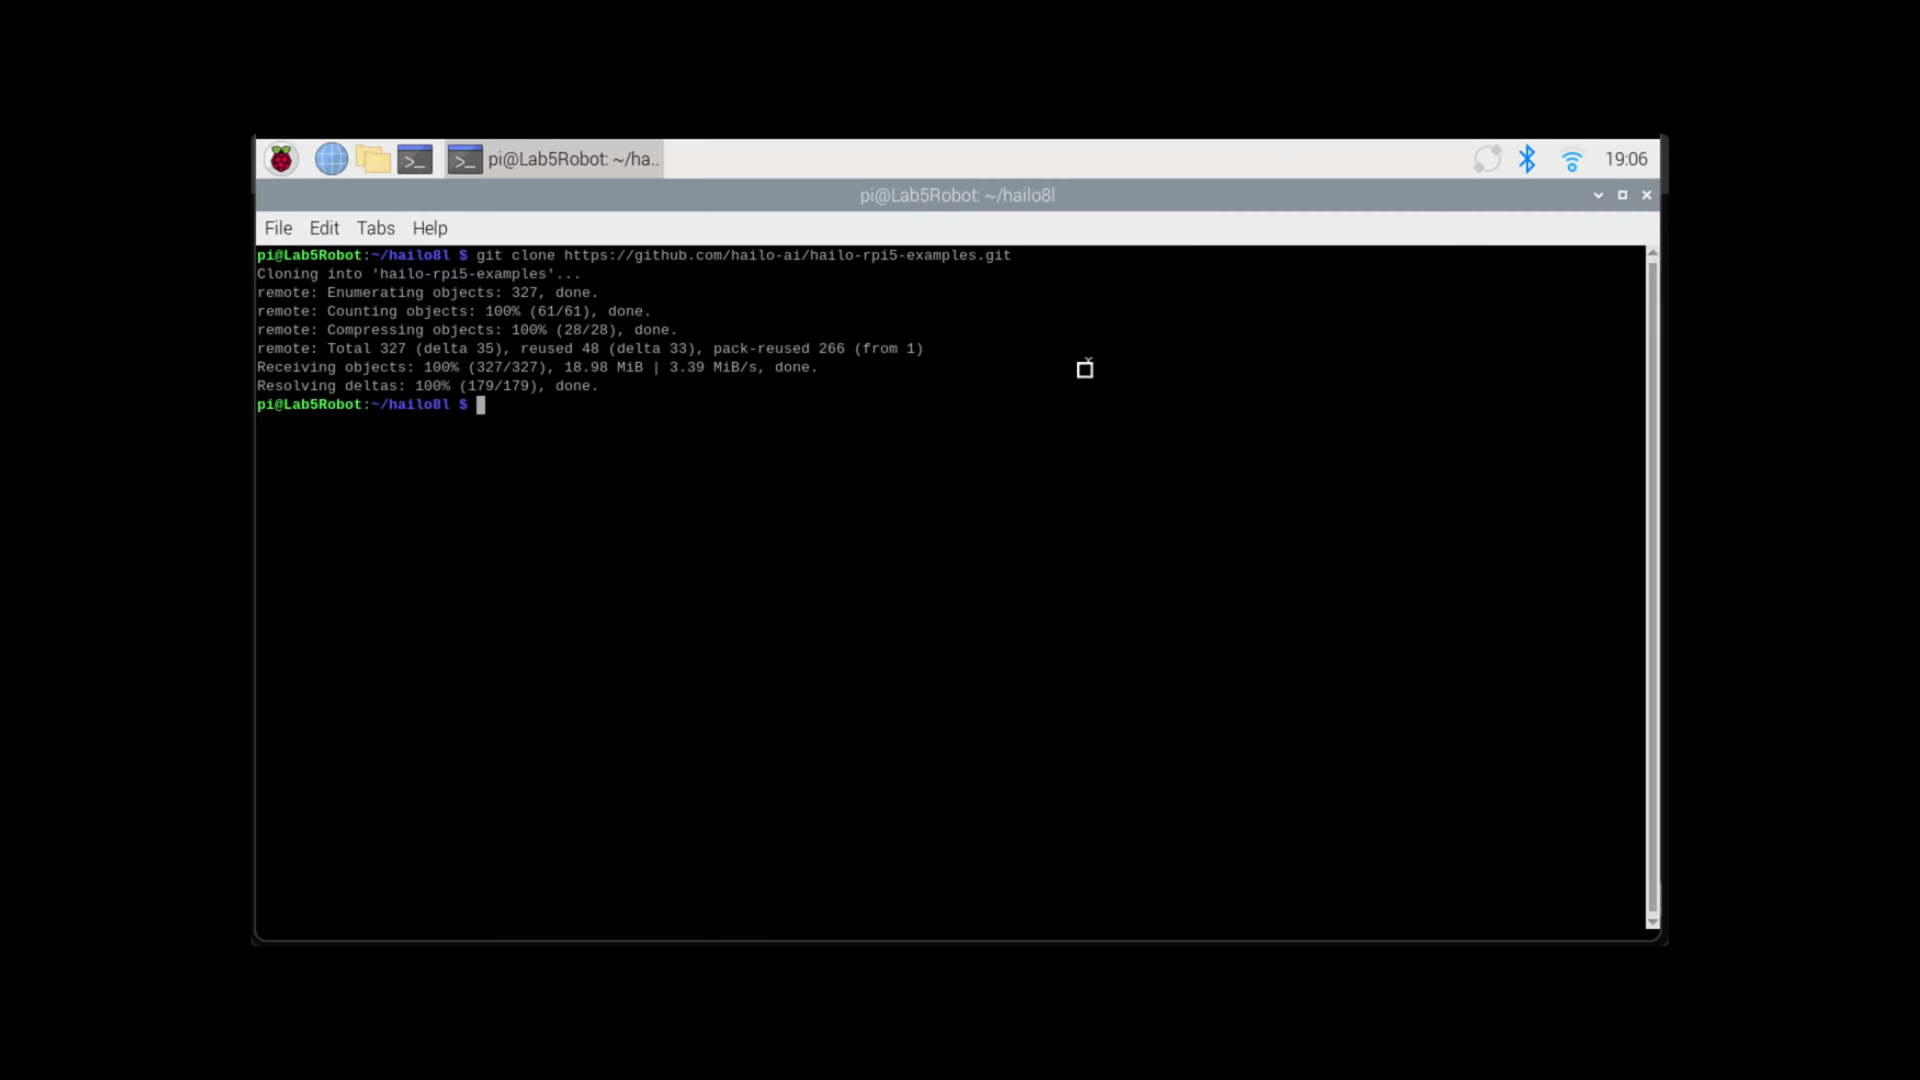 pi@Lab5Robot: ~/ha..
19:06
pi@Lab5Robot: ~/hailo8l
File Edit Tabs Help
pi@Lab5Robot:~/hailo8l $ git clone https://github.com/hailo-ai/hailo-rpi5-examples.git
Cloning into 'hailo-rpi5-examples'...
remote: Enumerating objects: 327, done.
remote: Counting objects: 100% (61/61), done.
remote: Compressing objects: 100% (28/28), done.
remote: Total 327 (delta 35), reused 48 (delta 33), pack-reused 266 (from 1)
Receiving objects: 100% (327/327), 18.98 MiB | 3.39 MiB/s, done.
Resolving deltas: 100% (179/179), done.
pi@Lab5Robot:~/hailo8l $